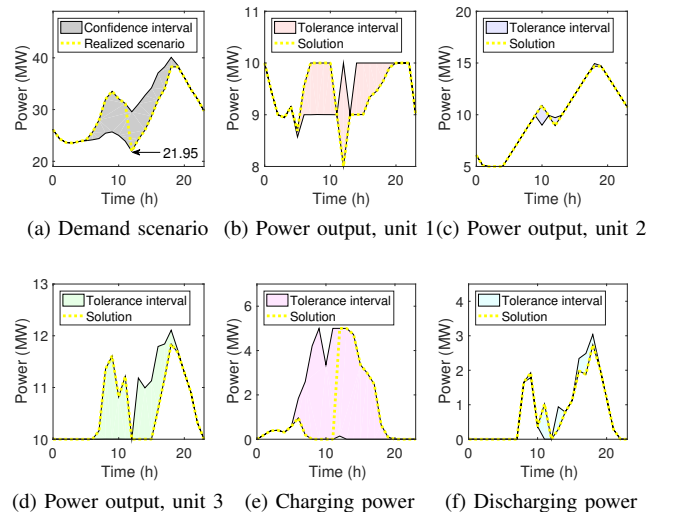 Confidence interval
Realized scenario
Power (MW)
40
30
20
21.95
0 10 20
Time (h)
(a) Demand scenario
Tolerance interval
Solution
Power (MW)
11
10
9
8
0 10 20
Time (h)
(b) Power output, unit 1
Tolerance interval
Solution
Power (MW)
20
15
10
5
0 10 20
Time (h)
(c) Power output, unit 2
Tolerance interval
Solution
Power (MW)
13
12
11
10
0 10 20
Time (h)
(d) Power output, unit 3
Tolerance interval
Solution
Power (MW)
6
4
2
0
0 10 20
Time (h)
(e) Charging power
Tolerance interval
Solution
Power (MW)
4
3
2
1
0
0 10 20
Time (h)
(f) Discharging power